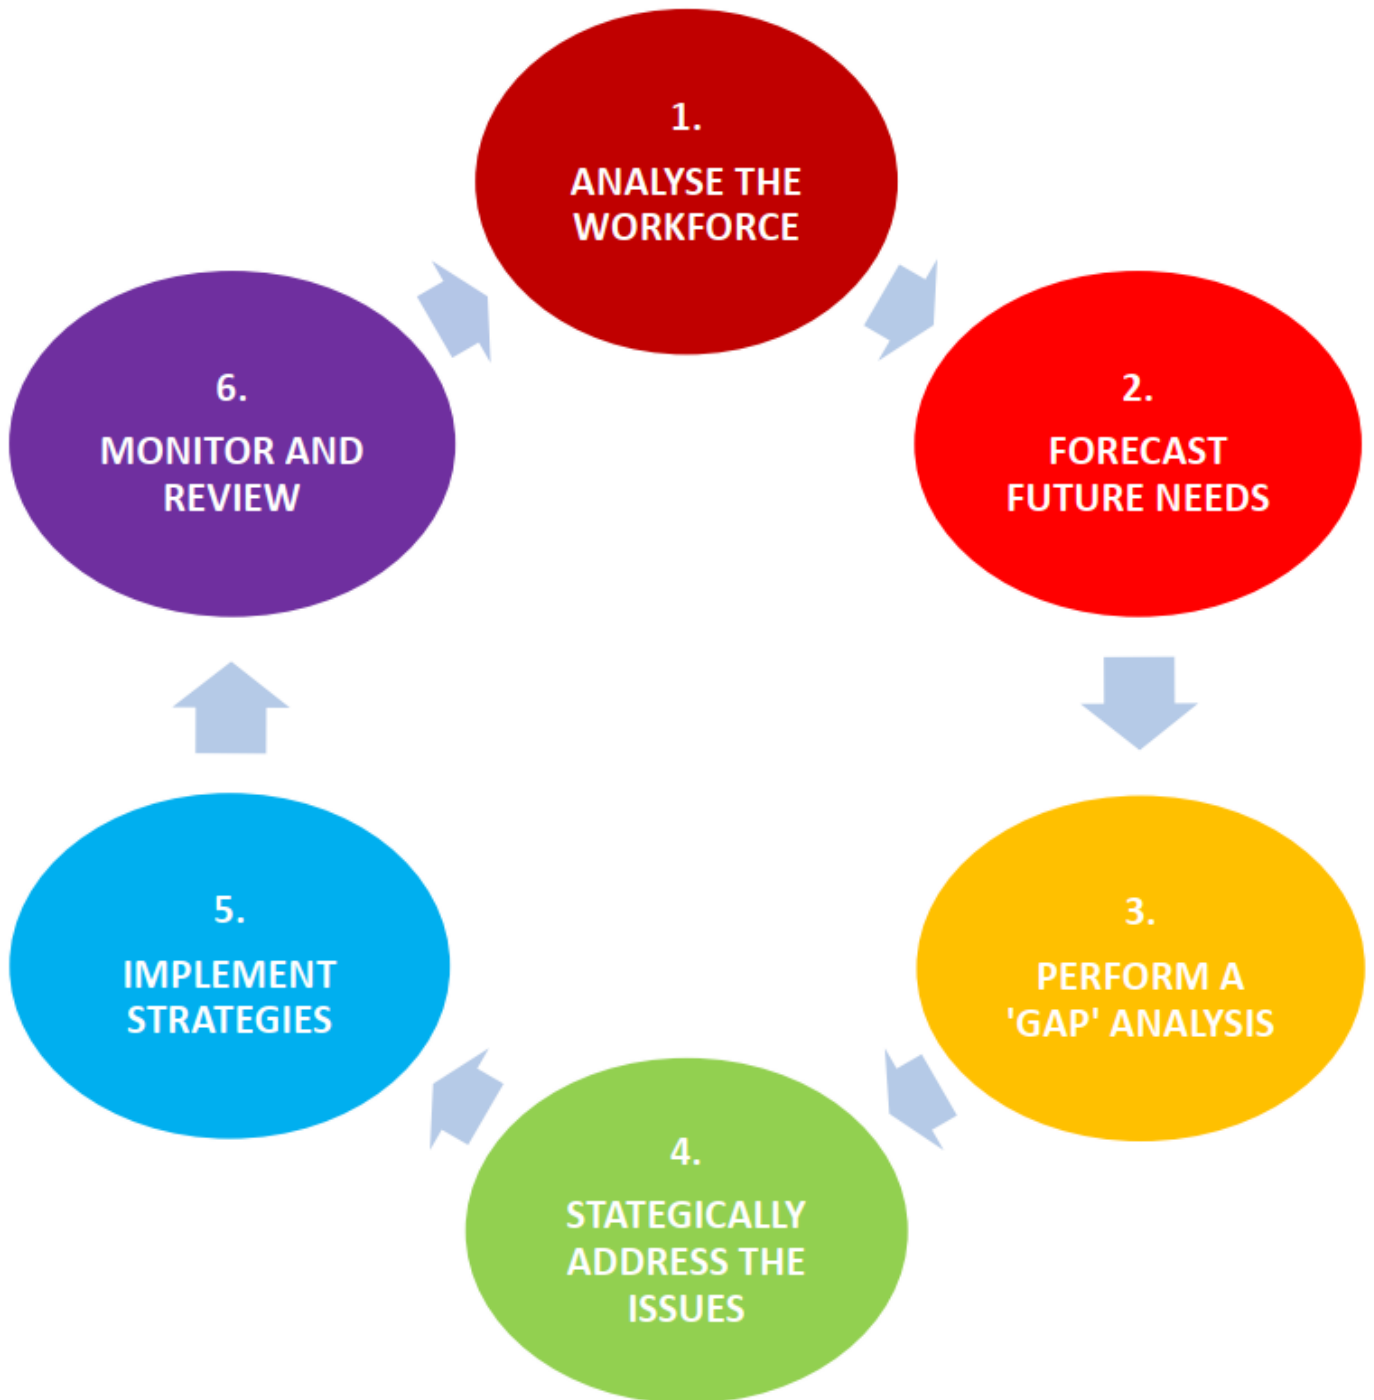 1.
ANALYSE THE
WORKFORCE
2.
FORECAST
FUTURE NEEDS
3.
PERFORM A
'GAP' ANALYSIS
4.
STATEGICALLY
ADDRESS THE
ISSUES
5.
IMPLEMENT
STRATEGIES
6.
MONITOR AND
REVIEW